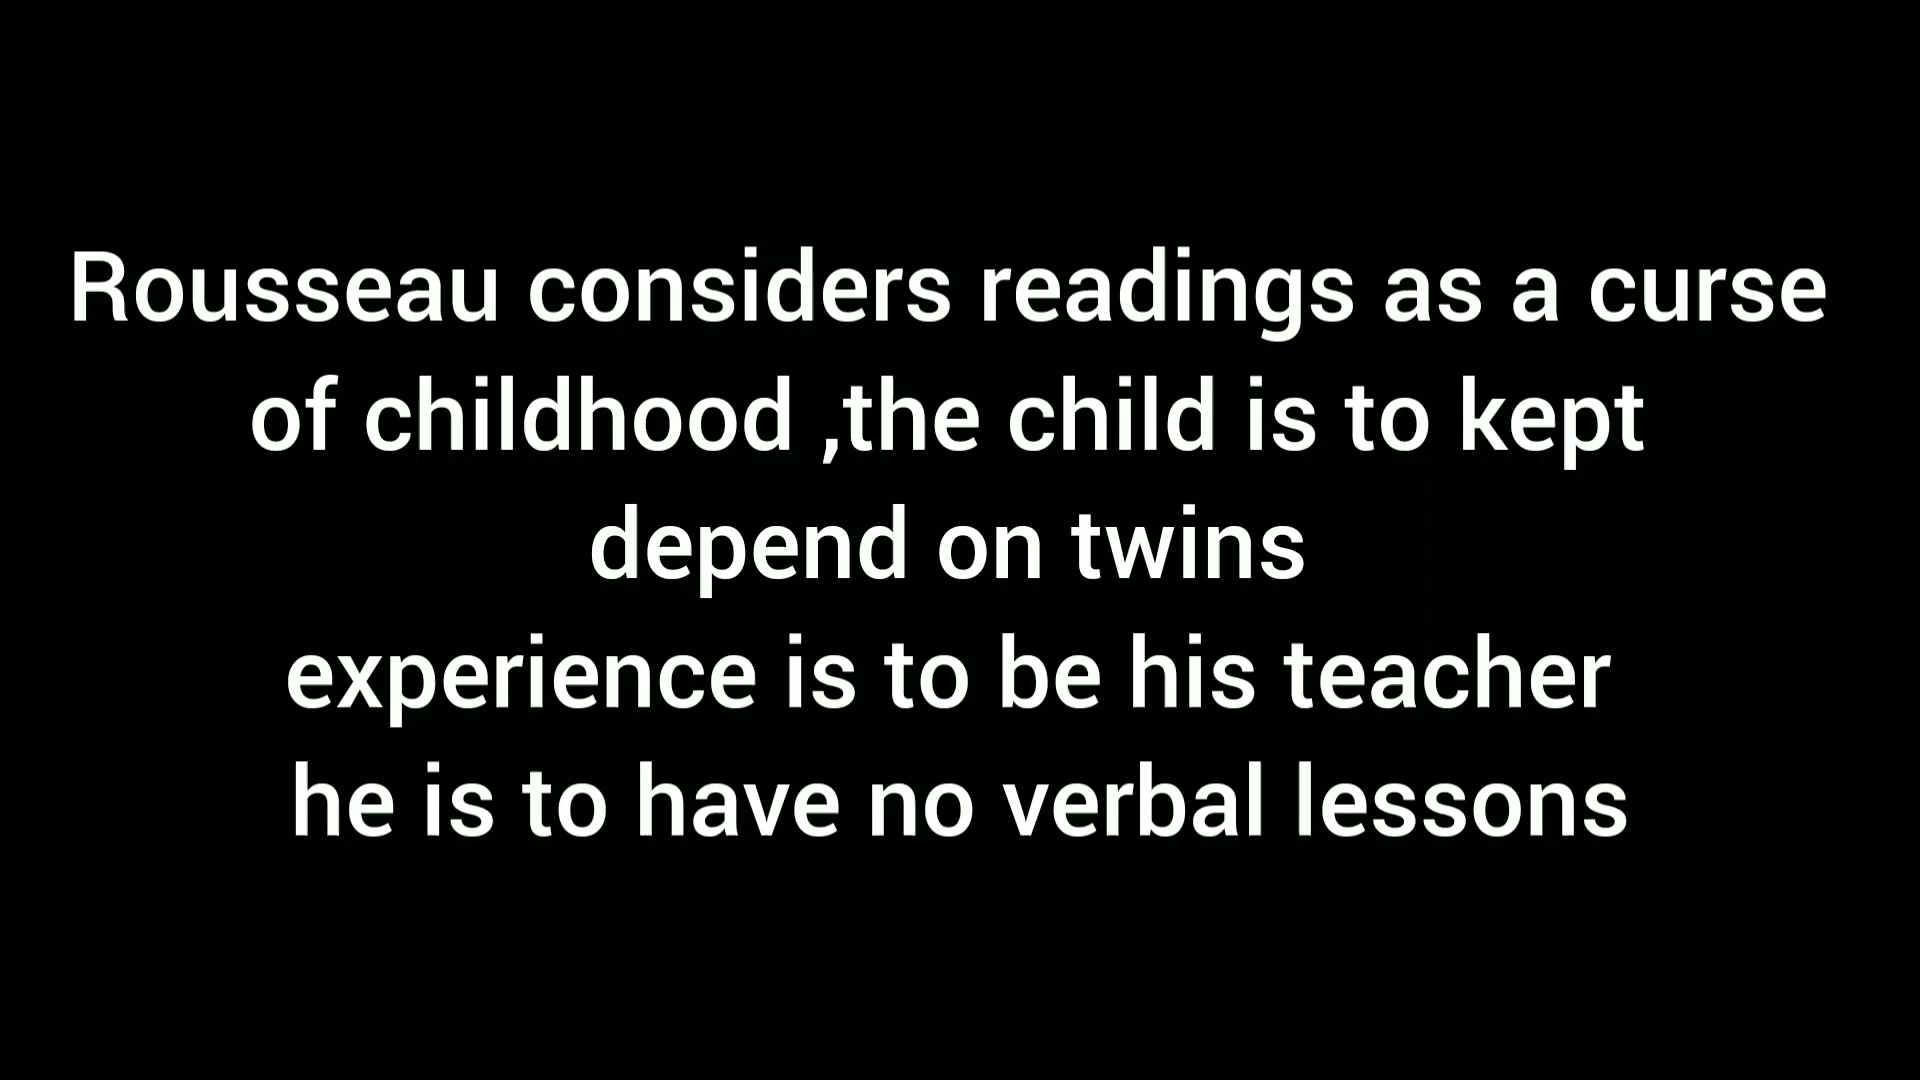 Rousseau considers readings as a curse
of childhood ,the child is to kept
depend on twins
experience is to be his teacher
he is to have no verbal lessons